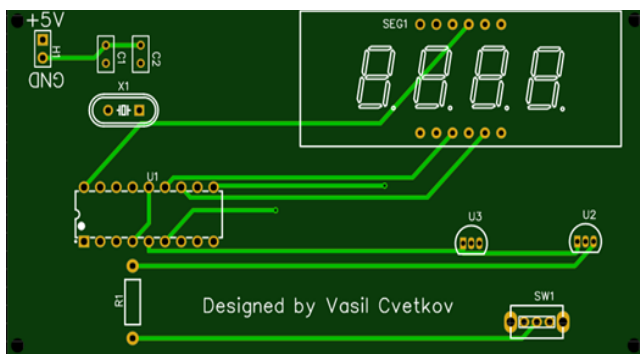 +5V
H1
GND
C1
C2
X1
SEG1
U1
U3
U2
R1
Designed by Vasil Cvetkov
SW1